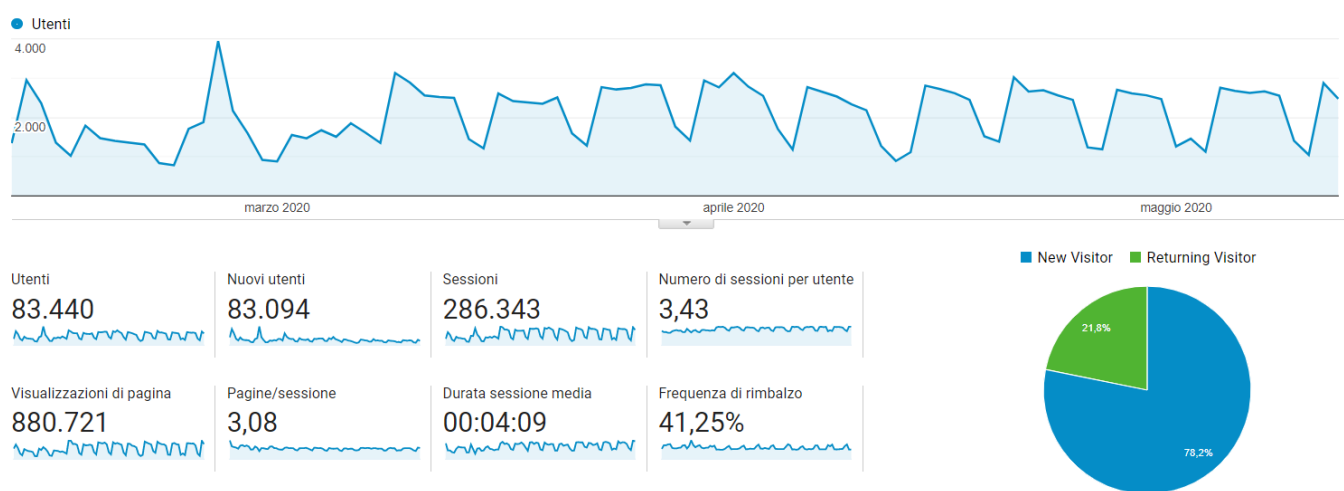 Utenti
4.000
2.000
marzo 2020 aprile 2020 maggio 2020
New Visitor Returning Visitor
Utenti Nuovi utenti Sessioni Numero di sessioni per utente
83.440 83.094 286.343 3,43
Visualizzazioni di pagina Pagine/sessione Durata sessione media Frequenza di rimbalzo
880.721 3,08 00:04:09 41,25%
21,8%
78,2%